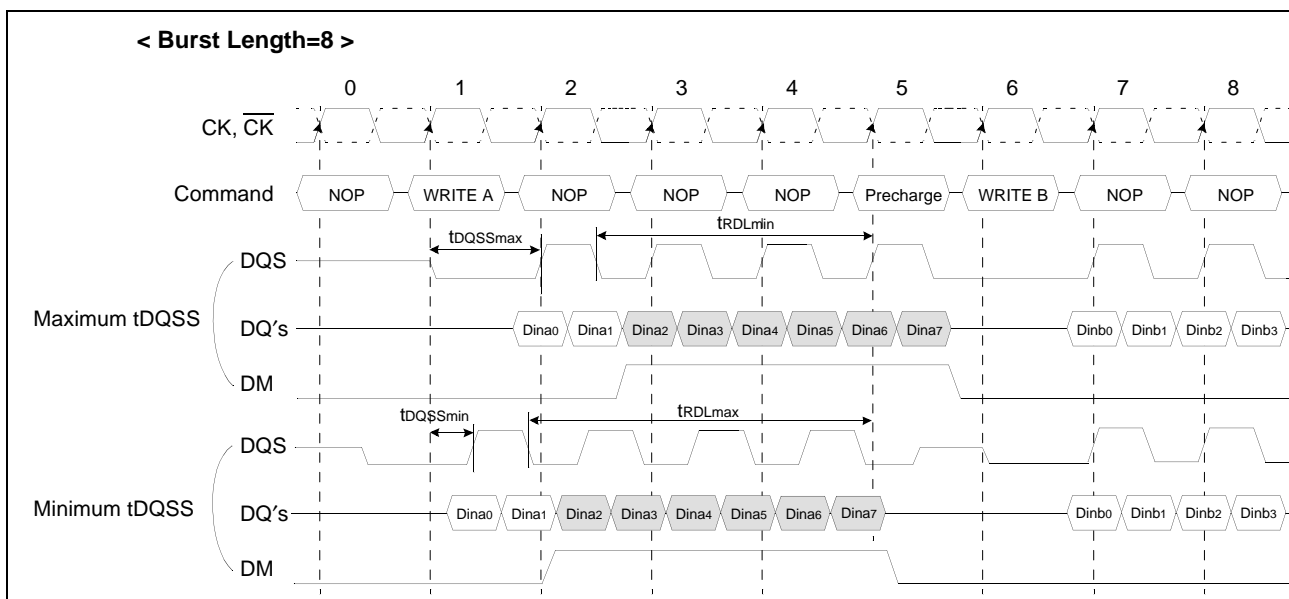 < Burst Length=8 >
0 1 2 3 4 5 6 7 8
CK, CK
Command NOP WRITE A NOP NOP NOP Precharge WRITE B NOP NOP
tDQSSmax tRDLmin
DQS
Maximum tDQSS
DQ's Dina0 Dina1 Dina2 Dina3 Dina4 Dina5 Dina6 Dina7 Dinb0 Dinb1 Dinb2 Dinb3
DM
tDQSSmin tRDLmax
DQS
Minimum tDQSS
DQ's Dina0 Dina1 Dina2 Dina3 Dina4 Dina5 Dina6 Dina7 Dinb0 Dinb1 Dinb2 Dinb3
DM